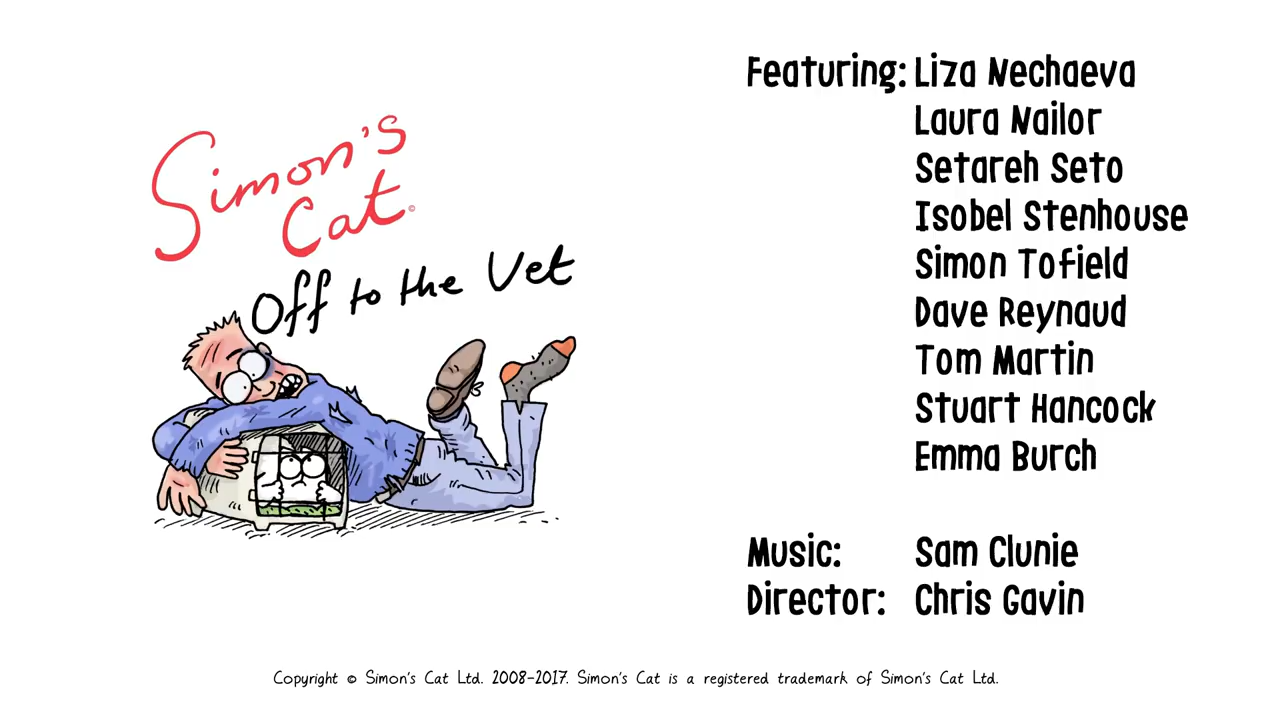 Simon's
Cat®
Off to the Vet
Featuring: Liza Nechaeva
Laura Nailor
Setareh Seto
Isobel Stenhouse
Simon Tofield
Dave Reynaud
Tom Martin
Stuart Hancock
Emma Burch
Music: Sam Clunie
Director: Chris Gavin
Copyright © Simon's Cat Ltd. 2008-2017. Simon's Cat is a registered trademark of Simon's Cat Ltd.